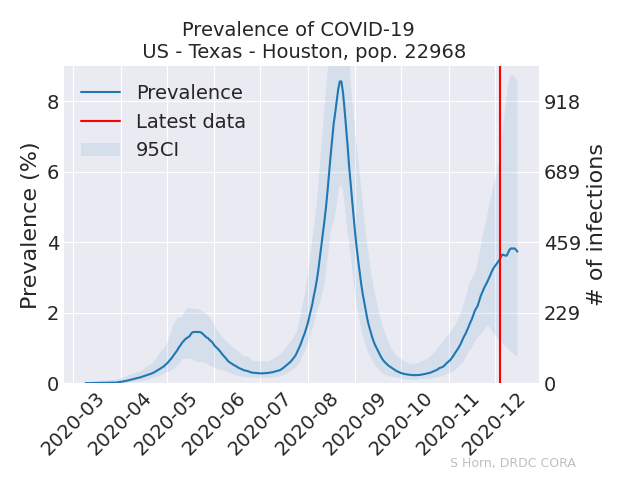 Prevalence of COVID-19
US - Texas - Houston, pop. 22968
Prevalence
Latest data
95CI
Prevalence (%)
8
6
4
2
0
918
689
459
229
0
# of infections
2020-03
2020-04
2020-05
2020-06
2020-07
2020-08
2020-09
2020-10
2020-11
2020-12
S Horn, DRDC CORA